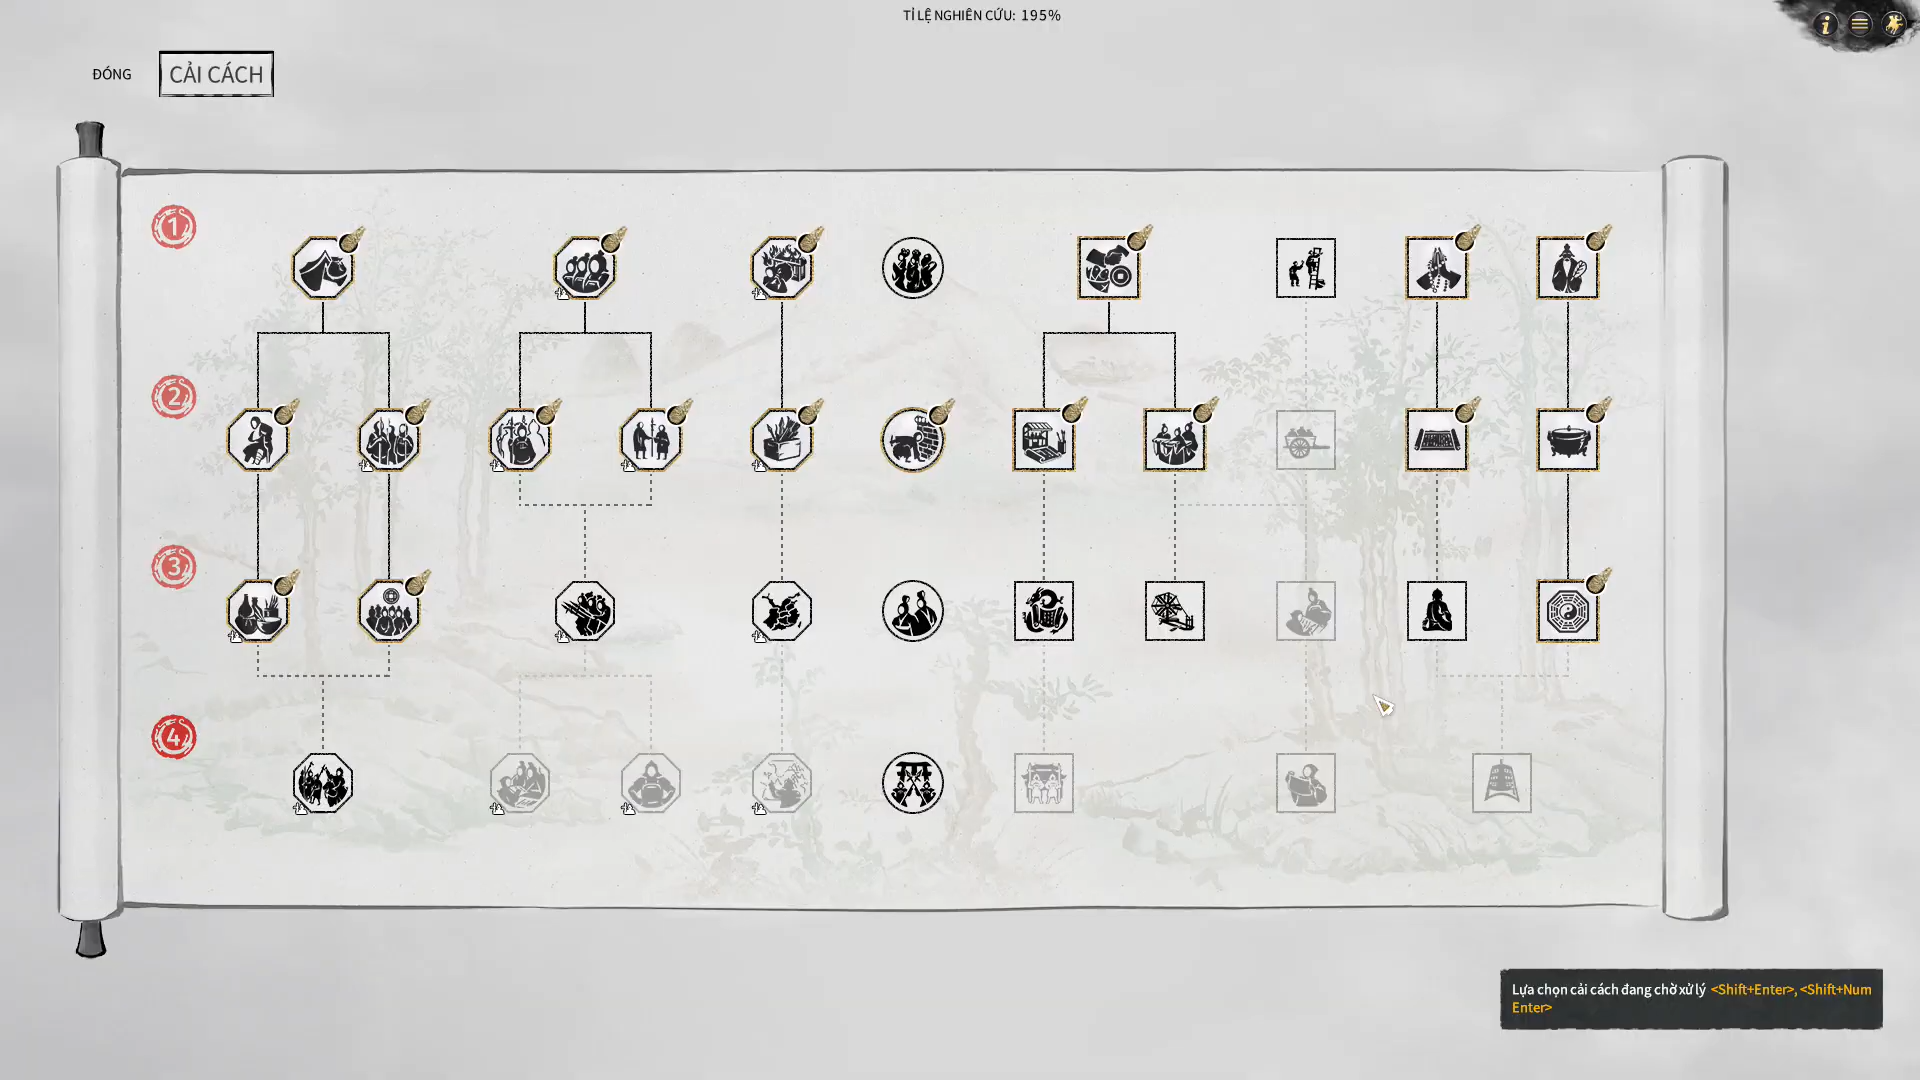 TỈ LỆ NGHIÊN CỨU: 195%
ĐÓNG
CẢI CÁCH
1
2
3
4
Lựa chọn cải cách đang chờ xử lý <Shift+Enter>, <Shift+Num
Enter>